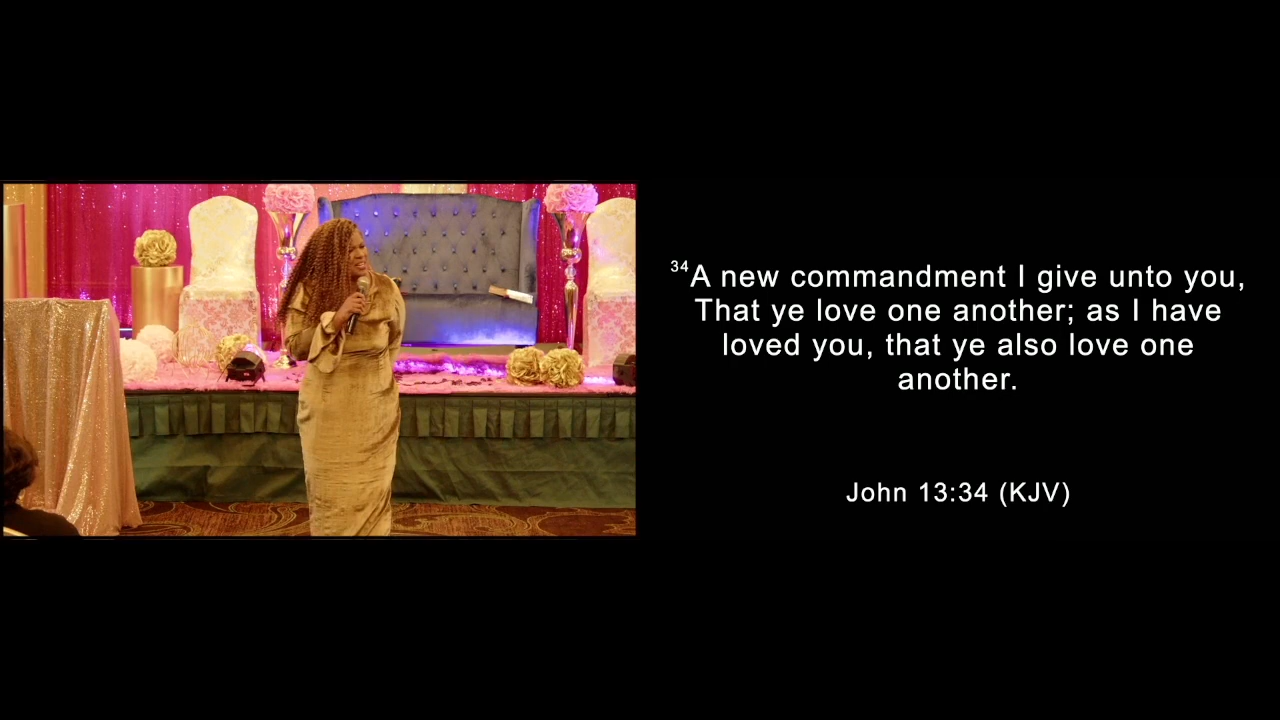 34A new commandment I give unto you,
That ye love one another; as I have
loved you, that ye also love one
another.
John 13:34 (KJV)